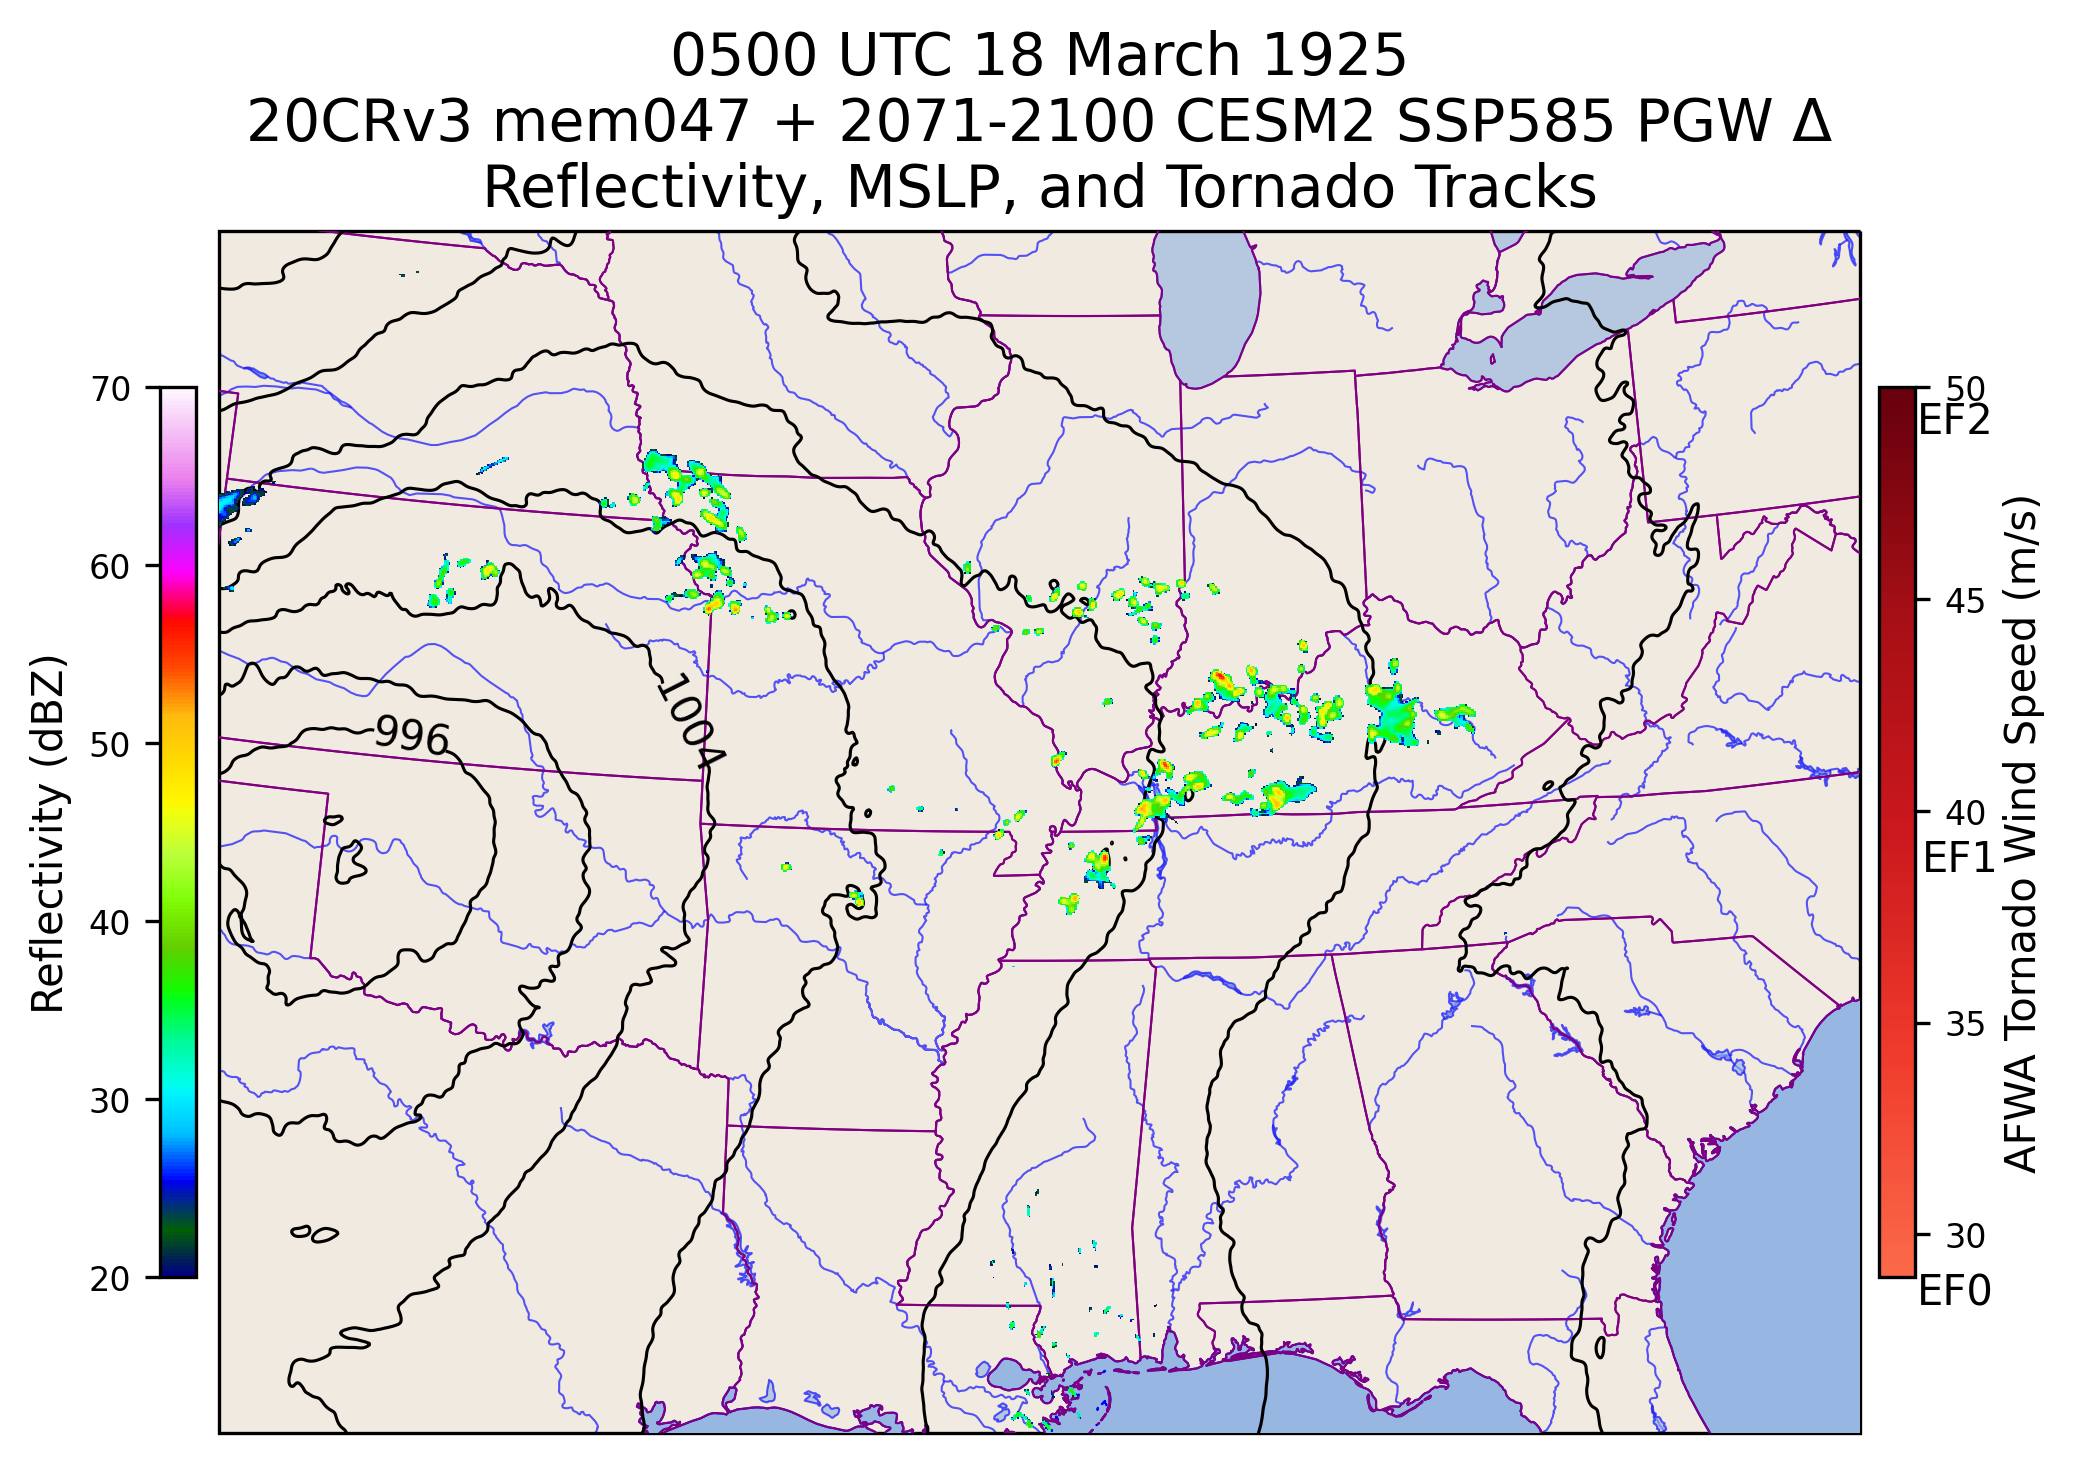 0500 UTC 18 March 1925
20CRv3 mem047 + 2071-2100 CESM2 SSP585 PGW Δ
Reflectivity, MSLP, and Tornado Tracks
70
60
50
40
30
20
Reflectivity (dBZ)
996
1004
50
EF2
45
40
EF1
35
30
EF0
AFWA Tornado Wind Speed (m/s)